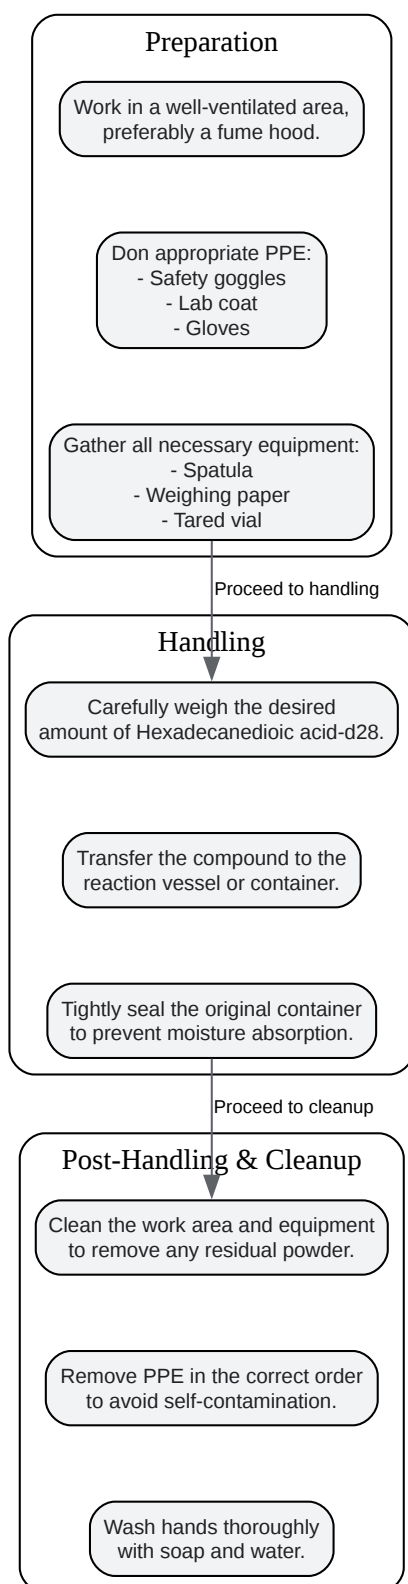 Preparation
Work in a well-ventilated area,
preferably a fume hood.
Don appropriate PPE:
- Safety goggles
- Lab coat
- Gloves
Gather all necessary equipment:
- Spatula
- Weighing paper
- Tared vial
Proceed to handling
Handling
Carefully weigh the desired
amount of Hexadecanedioic acid-d28.
Transfer the compound to the
reaction vessel or container.
Tightly seal the original container
to prevent moisture absorption.
Proceed to cleanup
Post-Handling & Cleanup
Clean the work area and equipment
to remove any residual powder.
Remove PPE in the correct order
to avoid self-contamination.
Wash hands thoroughly
with soap and water.